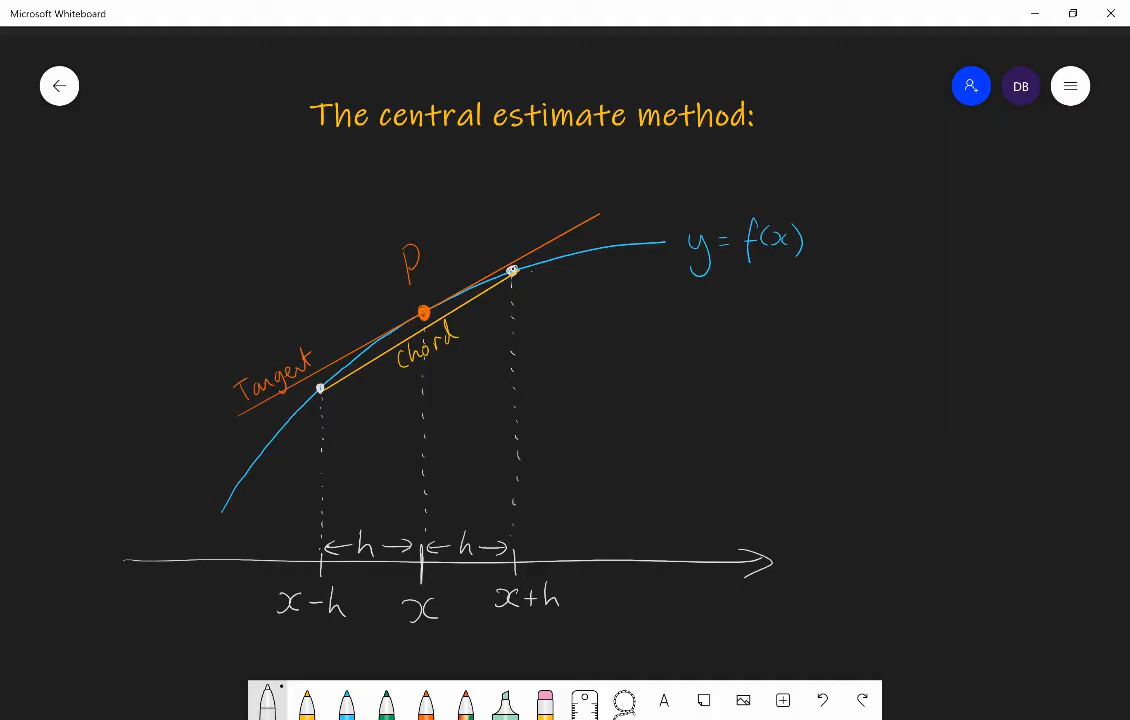 Microsoft Whiteboard
DB
The central estimate method:
y = f(x)
P
Chord
Tangent
h h
x-h x x+h
A